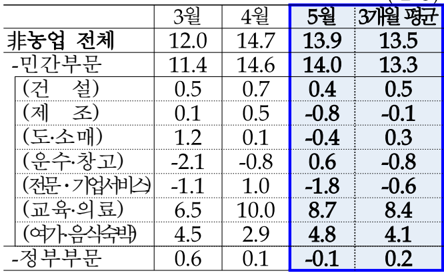 3월 4월 5월 3개월 평균
非농업 전체 12.0 14.7 13.9 13.5
-민간부문 11.4 14.6 14.0 13.3
(건 설) 0.5 0.7 0.4 0.5
(제 조) 0.1 0.5 -0.8 -0.1
(도·소매) 1.2 0.1 -0.4 0.3
(운수·창고) -2.1 -0.8 0.6 -0.8
(전문·기업서비스) -1.1 1.0 -1.8 -0.6
(교육·의료) 6.5 10.0 8.7 8.4
(여가·음식숙박) 4.5 2.9 4.8 4.1
-정부부문 0.6 0.1 -0.1 0.2